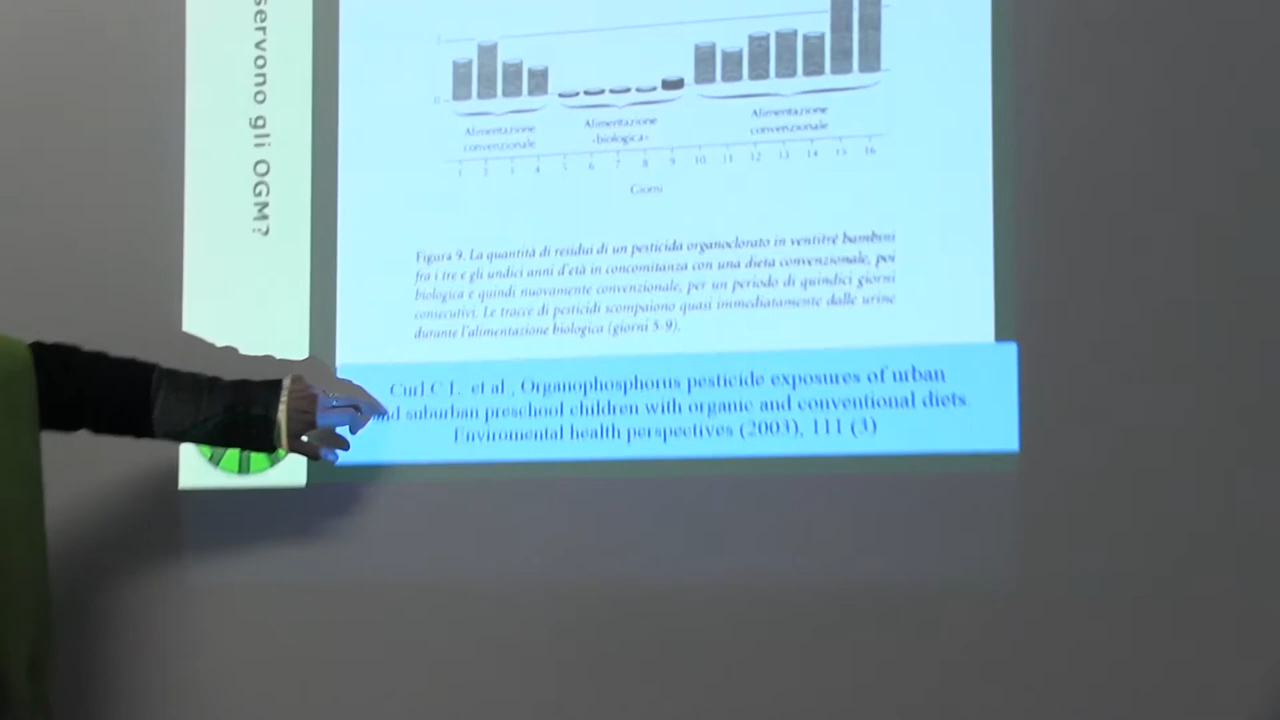 servono gli OGM?
1
0
Alimentazione
convenzionale
Alimentazione
«biologica»
Alimentazione
convenzionale
1 2 3 4 5 6 7 8 9 10 11 12 13 14 15 16
Giorni
Figura 9. La quantità di residui di un pesticida organoclorato in ventitré bambini
fra i tre e gli undici anni d'età in concomitanza con una dieta convenzionale, poi
biologica e quindi nuovamente convenzionale, per un periodo di quindici giorni
consecutivi. Le tracce di pesticidi scompaiono quasi immediatamente dalle urine
durante l'alimentazione biologica (giorni 5-9).
Curl C L. et al., Organophosphorus pesticide exposures of urban
nd suburban preschool children with organic and conventional diets.
Enviromental health perspectives (2003), 111 (3)